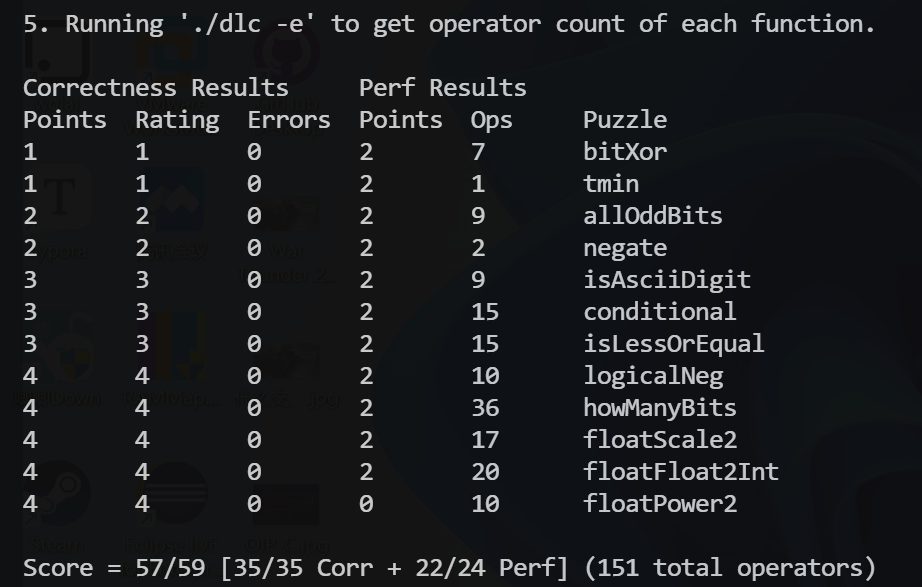 5. Running './dlc -e' to get operator count of each function.
Correctness Results Perf Results
Points Rating Errors Points Ops Puzzle
1 1 0 2 7 bitXor
1 1 0 2 1 tmin
2 2 0 2 9 allOddBits
2 2 0 2 2 negate
3 3 0 2 9 isAsciiDigit
3 3 0 2 15 conditional
3 3 0 2 15 isLessOrEqual
4 4 0 2 10 logicalNeg
4 4 0 2 36 howManyBits
4 4 0 2 17 floatScale2
4 4 0 2 20 floatFloat2Int
4 4 0 0 10 floatPower2
Score = 57/59 [35/35 Corr + 22/24 Perf] (151 total operators)